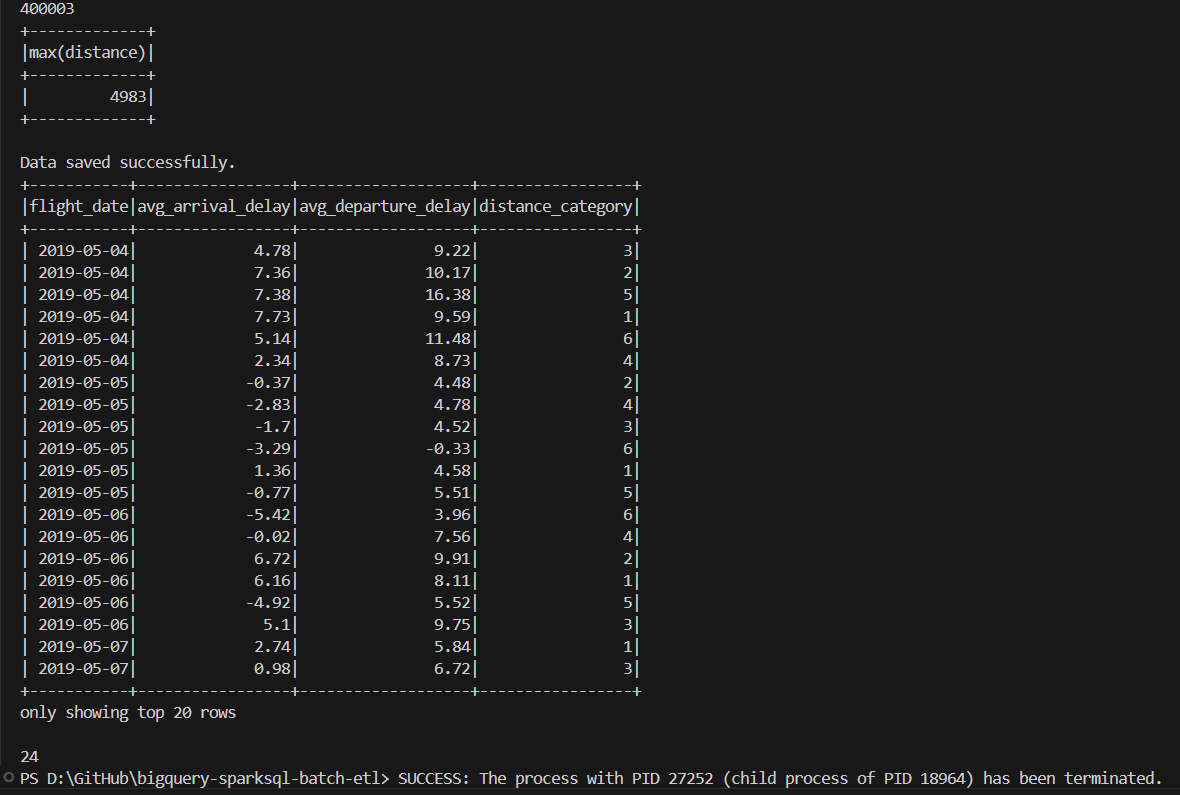 400003
+-------------+
|max(distance)|
+-------------+
|         4983|
+-------------+
Data saved successfully.
+-----------+-----------------+-------------------+-----------------+
|flight_date|avg_arrival_delay|avg_departure_delay|distance_category|
+-----------+-----------------+-------------------+-----------------+
| 2019-05-04|             4.78|               9.22|                3|
| 2019-05-04|             7.36|              10.17|                2|
| 2019-05-04|             7.38|              16.38|                5|
| 2019-05-04|             7.73|               9.59|                1|
| 2019-05-04|             5.14|              11.48|                6|
| 2019-05-04|             2.34|               8.73|                4|
| 2019-05-05|            -0.37|               4.48|                2|
| 2019-05-05|            -2.83|               4.78|                4|
| 2019-05-05|             -1.7|               4.52|                3|
| 2019-05-05|            -3.29|              -0.33|                6|
| 2019-05-05|             1.36|               4.58|                1|
| 2019-05-05|            -0.77|               5.51|                5|
| 2019-05-06|            -5.42|               3.96|                6|
| 2019-05-06|            -0.02|               7.56|                4|
| 2019-05-06|             6.72|               9.91|                2|
| 2019-05-06|             6.16|               8.11|                1|
| 2019-05-06|            -4.92|               5.52|                5|
| 2019-05-06|              5.1|               9.75|                3|
| 2019-05-07|             2.74|               5.84|                1|
| 2019-05-07|             0.98|               6.72|                3|
+-----------+-----------------+-------------------+-----------------+
only showing top 20 rows
24
PS D:\GitHub\bigquery-sparksql-batch-etl> SUCCESS: The process with PID 27252 (child process of PID 18964) has been terminated.